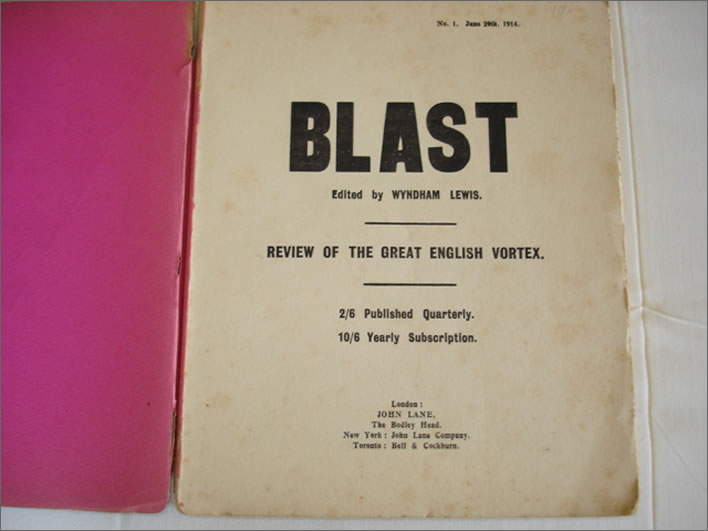 No. 1. June 20th. 1914.
BLAST
Edited by WYNDHAM LEWIS.
REVIEW OF THE GREAT ENGLISH VORTEX.
2/6 Published Quarterly.
10/6 Yearly Subscription.
London :
JOHN LANE,
The Bodley Head.
New York : John Lane Company.
Toronto : Bell & Cockburn.